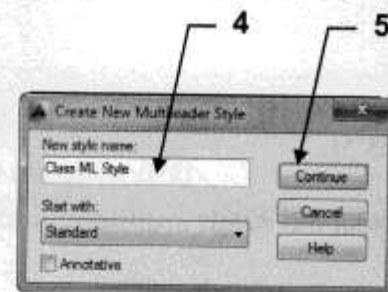 4
5
Create New Multileader Style
New style name:
Class ML Style
Continue
Start with:
Cancel
Standard
Help
Annotative